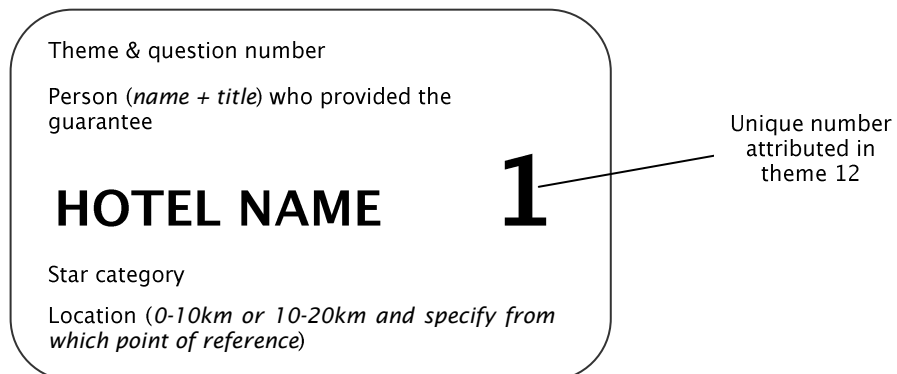 Theme & question number
Person (name + title) who provided the
guarantee
HOTEL NAME
1
Star category
Location (0-10km or 10-20km and specify from
which point of reference)
Unique number
attributed in
theme 12